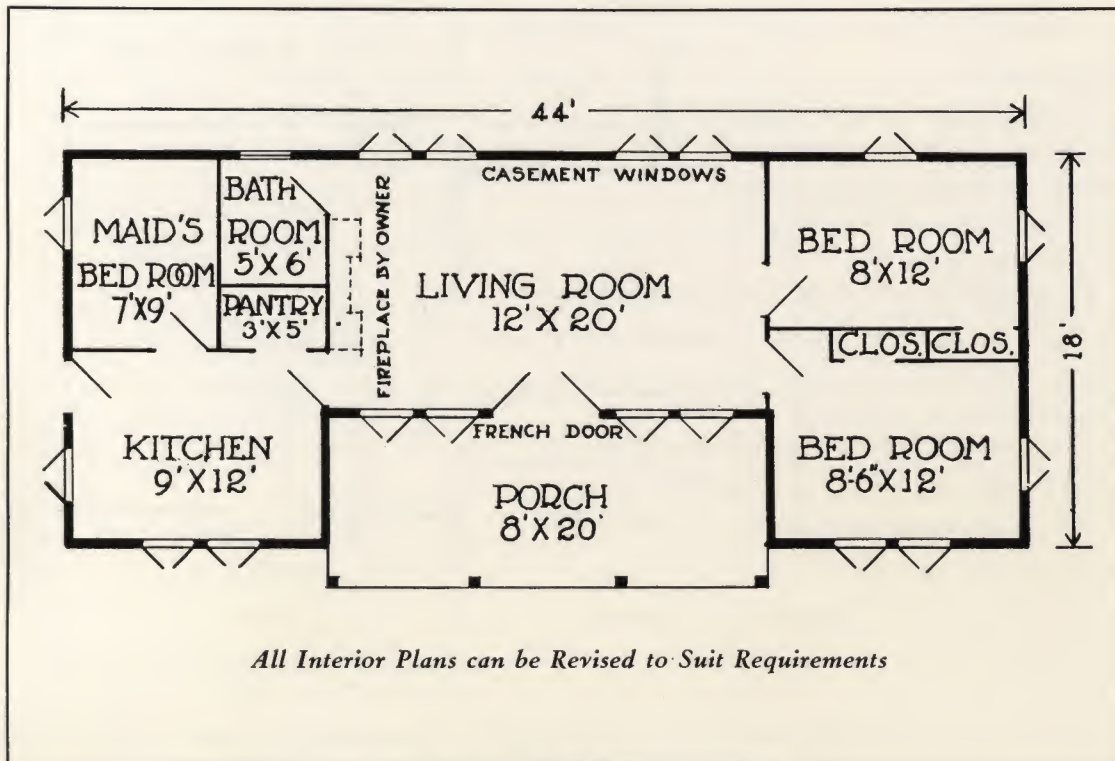 44'
CASEMENT WINDOWS
BATH
ROOM
5' X 6'
MAID'S
BED ROOM
7'X9'
PANTRY
3'X5'
FIREPLACE BY OWNER
LIVING ROOM
12' X 20'
BED ROOM
8'X12'
CLOS. CLOS.
18'
KITCHEN
9'X12'
FRENCH DOOR
PORCH
8'X20'
BED ROOM
8'-6"X12'
All Interior Plans can be Revised to Suit Requirements